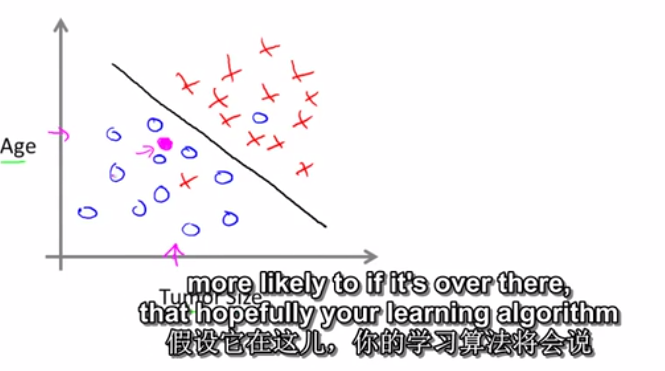 Age
Tumor Size
more likely to if it's over there,
that hopefully your learning algorithm
假设它在这儿，你的学习算法将会说